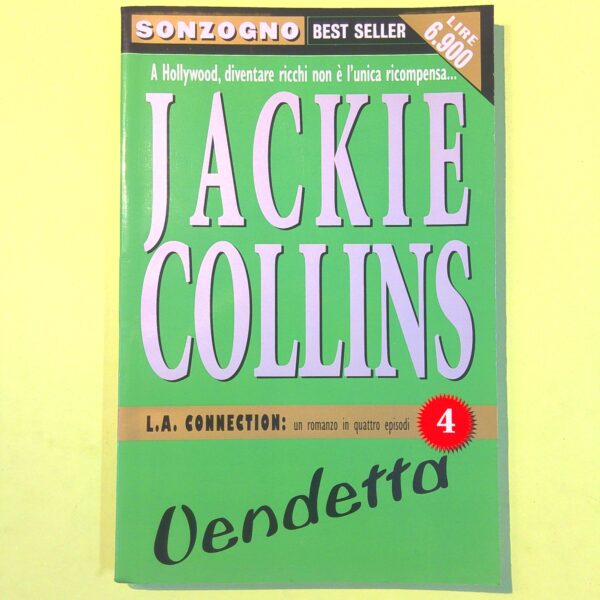 SONZOGNO BEST SELLER
LIRE
6.900
A Hollywood, diventare ricchi non è l'unica ricompensa...
JACKIE
COLLINS
L.A. CONNECTION: un romanzo in quattro episodi 4
Vendetta